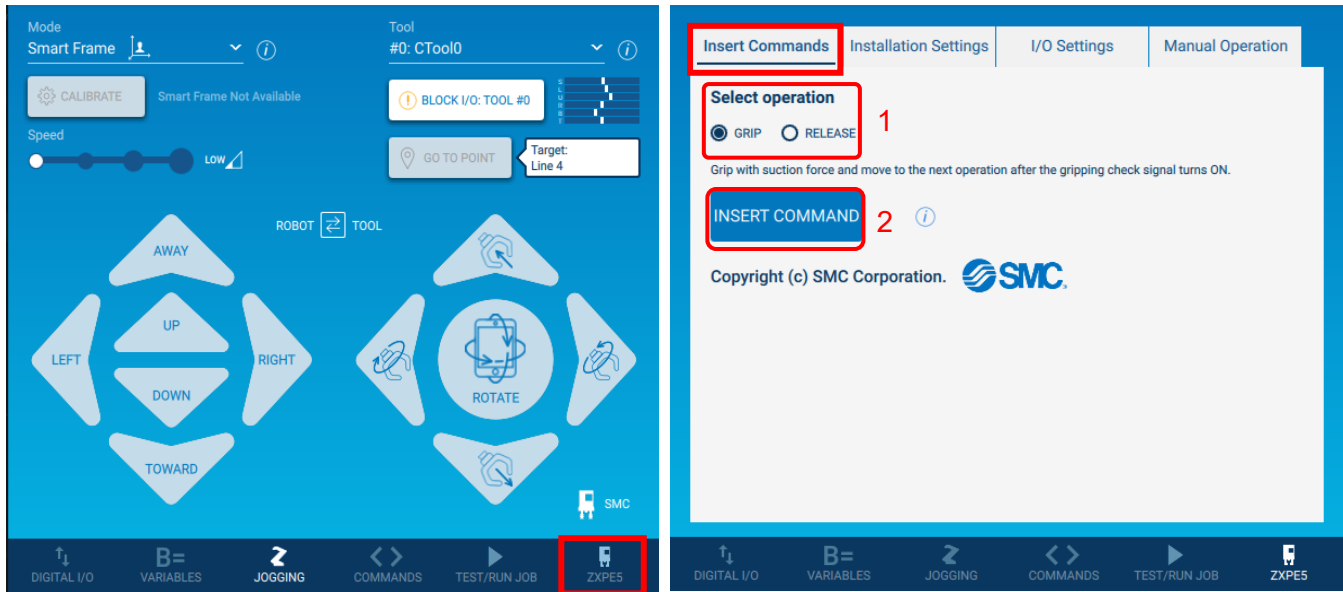 Mode
Smart Frame
Tool
#0: CTool0
CALIBRATE
Smart Frame Not Available
BLOCK I/O: TOOL #0
S
L
U
R
B
T
Speed
LOW
GO TO POINT
Target:
Line 4
ROBOT TOOL
AWAY
UP
LEFT
RIGHT
DOWN
TOWARD
ROTATE
SMC
DIGITAL I/O
B=
VARIABLES
JOGGING
COMMANDS
TEST/RUN JOB
ZXPE5
Insert Commands
Installation Settings
I/O Settings
Manual Operation
Select operation
GRIP
RELEASE
1
Grip with suction force and move to the next operation after the gripping check signal turns ON.
INSERT COMMAND
2
Copyright (c) SMC Corporation.
SMC
DIGITAL I/O
B=
VARIABLES
JOGGING
COMMANDS
TEST/RUN JOB
ZXPE5